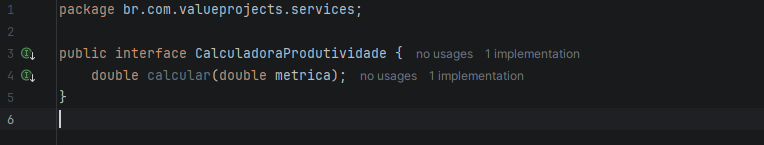 1 package br.com.valueprojects.services;
2
3 public interface CalculadoraProdutividade { no usages 1 implementation
4 double calcular(double metrica); no usages 1 implementation
5 }
6